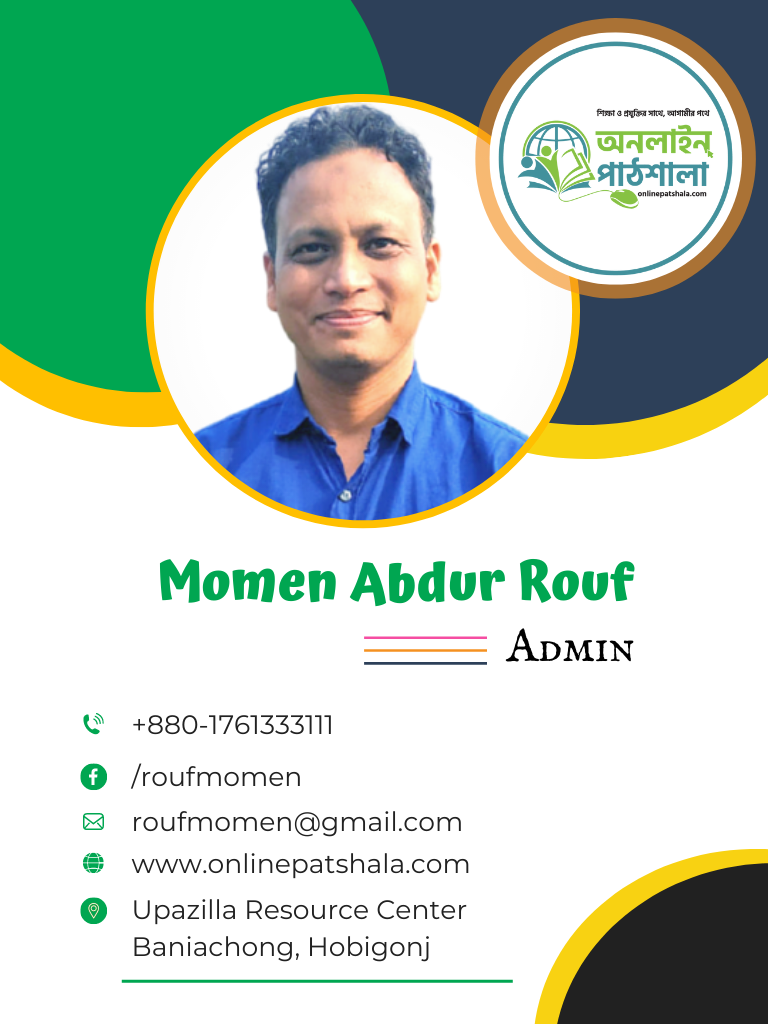 শিক্ষা ও প্রযুক্তির সাথে, আগামীর পথে
অনলাইন
পাঠশালা
onlinepatshala.com
Momen Abdur Rouf
Admin
+880-1761333111
/roufmomen
roufmomen@gmail.com
www.onlinepatshala.com
Upazilla Resource Center
Baniachong, Hobigonj